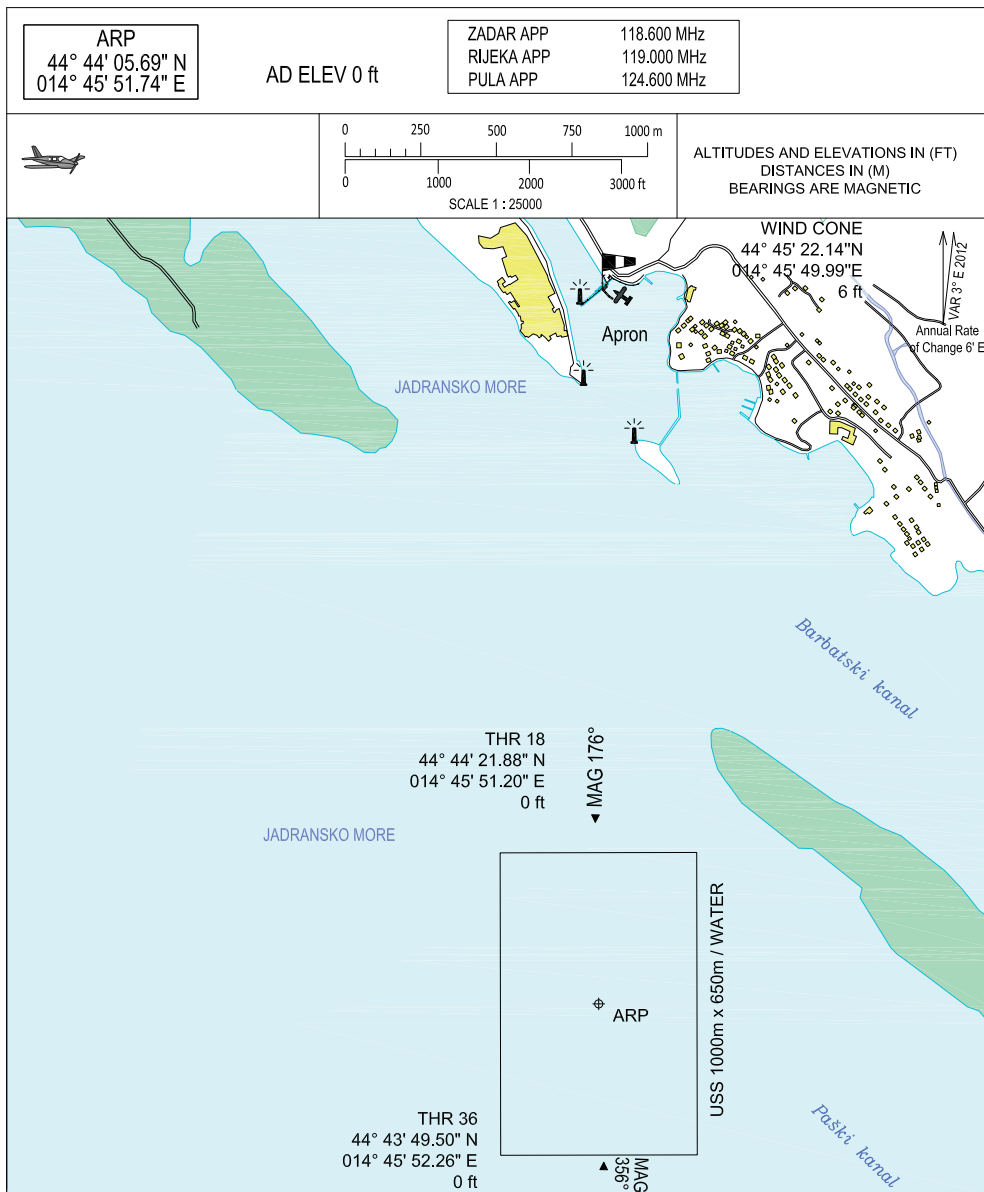 ARP
44° 44' 05.69" N
014° 45' 51.74" E
AD ELEV 0 ft
ZADAR APP 118.600 MHz
RIJEKA APP 119.000 MHz
PULA APP 124.600 MHz
0 250 500 750 1000 m
0 1000 2000 3000 ft
SCALE 1 : 25000
ALTITUDES AND ELEVATIONS IN (FT)
DISTANCES IN (M)
BEARINGS ARE MAGNETIC
WIND CONE
44° 45' 22.14"N
014° 45' 49.99"E
6 ft
VAR 3° E 2012
Annual Rate
of Change 6' E
Apron
JADRANSKO MORE
Barbatski kanal
THR 18
44° 44' 21.88" N
014° 45' 51.20" E
0 ft
MAG 176°
JADRANSKO MORE
USS 1000m x 650m / WATER
ARP
THR 36
44° 43' 49.50" N
014° 45' 52.26" E
0 ft
MAG
356°
Paški kanal